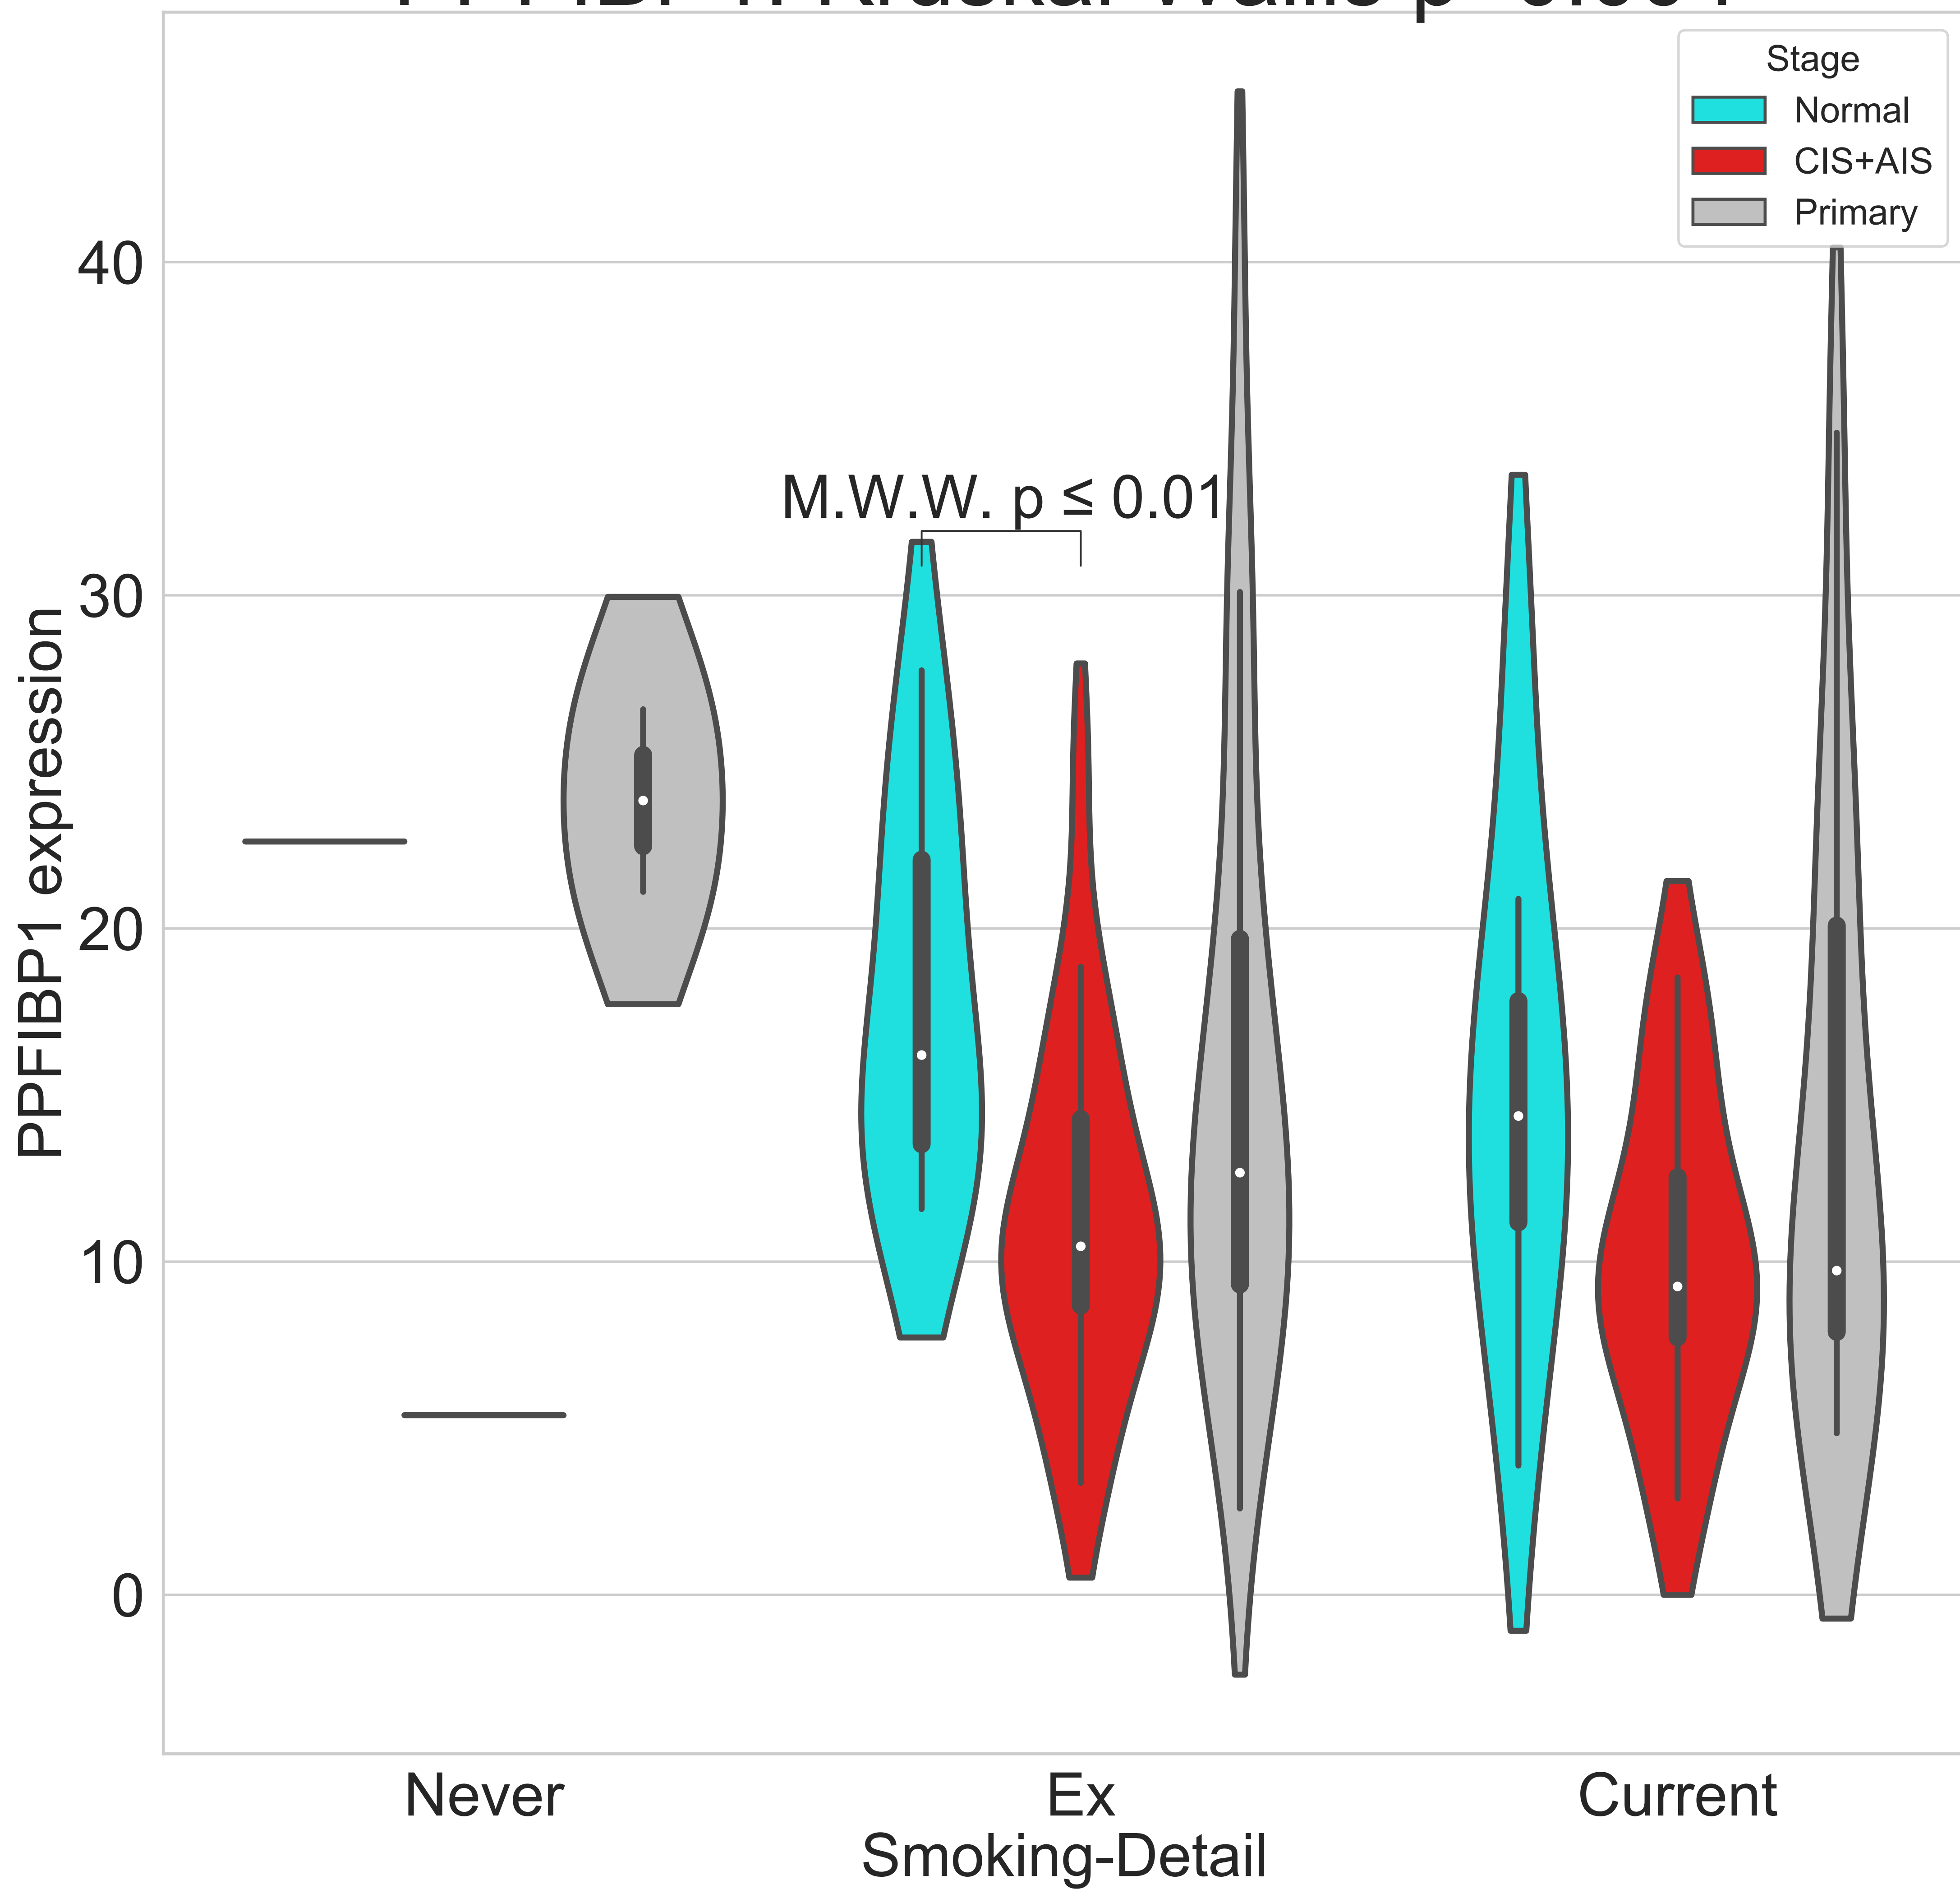 Stage
Normal
CIS+AIS
Primary
40
30
20
10
0
M.W.W. p ≤ 0.01
PPFIBP1 expression
Never
Ex
Current
Smoking-Detail